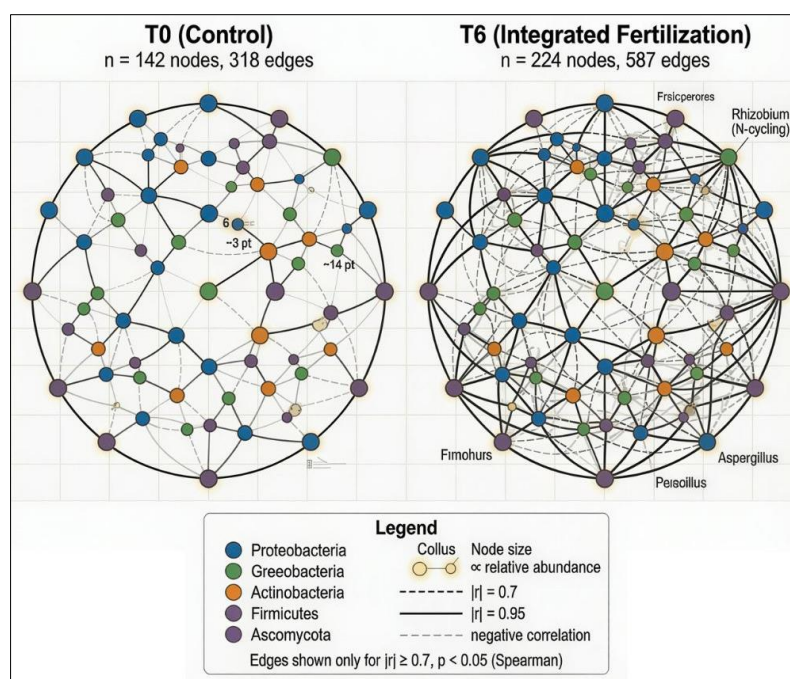 T0 (Control)
n = 142 nodes, 318 edges
6
~3 pt
~14 pt
T6 (Integrated Fertilization)
n = 224 nodes, 587 edges
Frsicperores
Rhizobium
(N-cycling)
Fımohurs
Aspergillus
Peısoillus
Legend
Proteobacteria
Greeobacteria
Actinobacteria
Firmicutes
Ascomycota
Collus
Node size
∝ relative abundance
|r| = 0.7
|r| = 0.95
negative correlation
Edges shown only for |r| ≥ 0.7, p < 0.05 (Spearman)